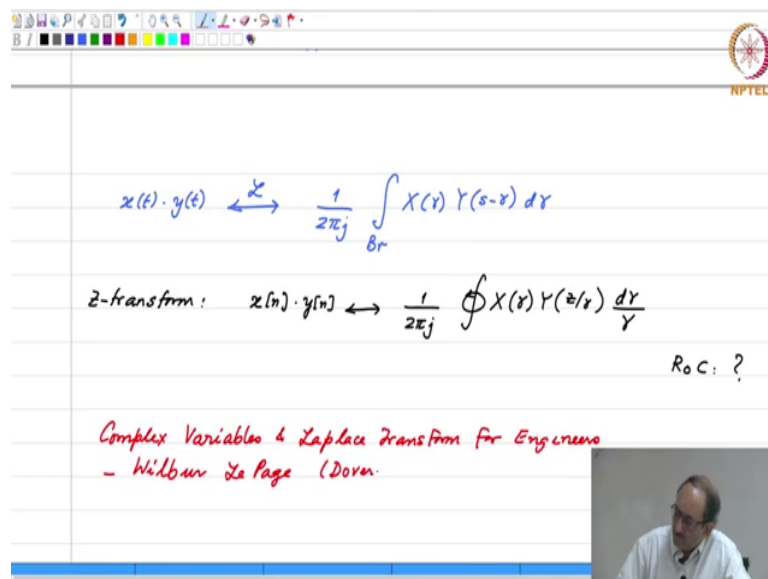 B I
NPTEL
x(t) · y(t) ⟷ℒ 1/2πj ∫Br X(γ) Y(s-γ) dγ
Z-transform : x[n] · y[n] ⟷ 1/2πj ∮ X(γ) Y(z/γ) dγ/γ
RoC : ?
Complex Variables & Laplace Transform for Engineers
- Wilbur Le Page (Dover